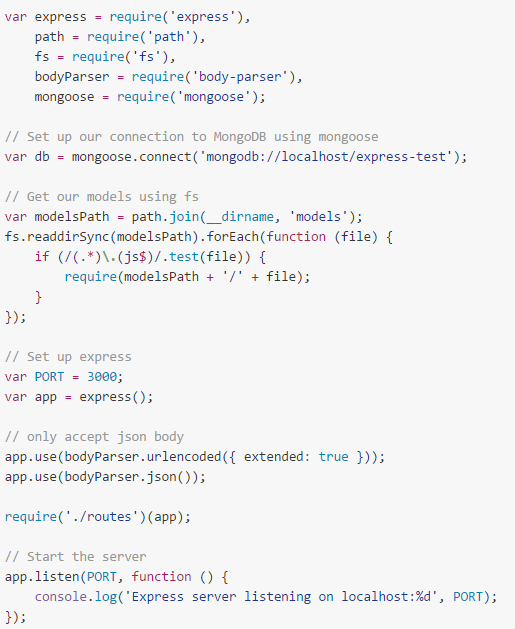 var express = require('express'),
    path = require('path'),
    fs = require('fs'),
    bodyParser = require('body-parser'),
    mongoose = require('mongoose');

// Set up our connection to MongoDB using mongoose
var db = mongoose.connect('mongodb://localhost/express-test');

// Get our models using fs
var modelsPath = path.join(__dirname, 'models');
fs.readdirSync(modelsPath).forEach(function (file) {
    if (/(.*)\.(js$)/.test(file)) {
        require(modelsPath + '/' + file);
    }
});

// Set up express
var PORT = 3000;
var app = express();

// only accept json body
app.use(bodyParser.urlencoded({ extended: true }));
app.use(bodyParser.json());

require('./routes')(app);

// Start the server
app.listen(PORT, function () {
    console.log('Express server listening on localhost:%d', PORT);
});